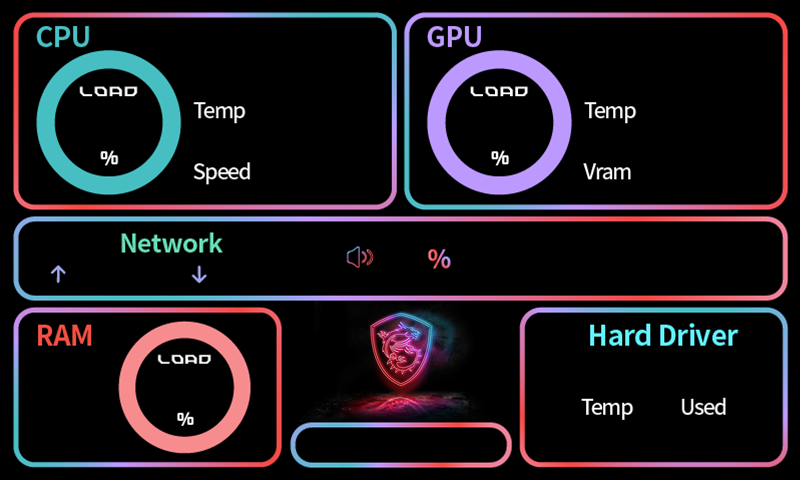 CPU
LOAD
%
Temp
Speed
GPU
LOAD
%
Temp
Vram
Network
%
RAM
LOAD
%
Hard Driver
Temp Used